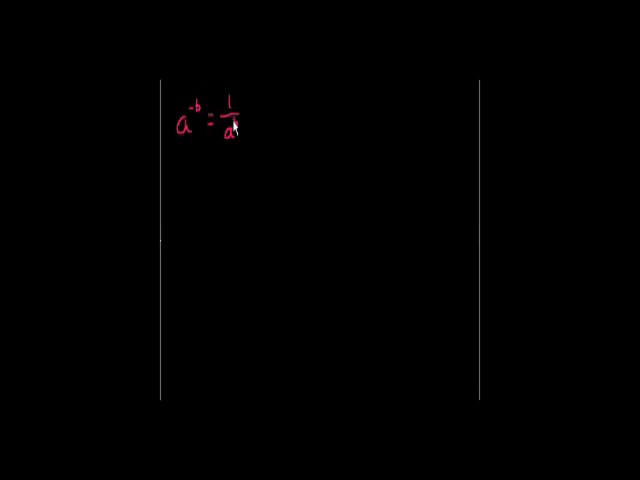 a^-b = 1/a^b